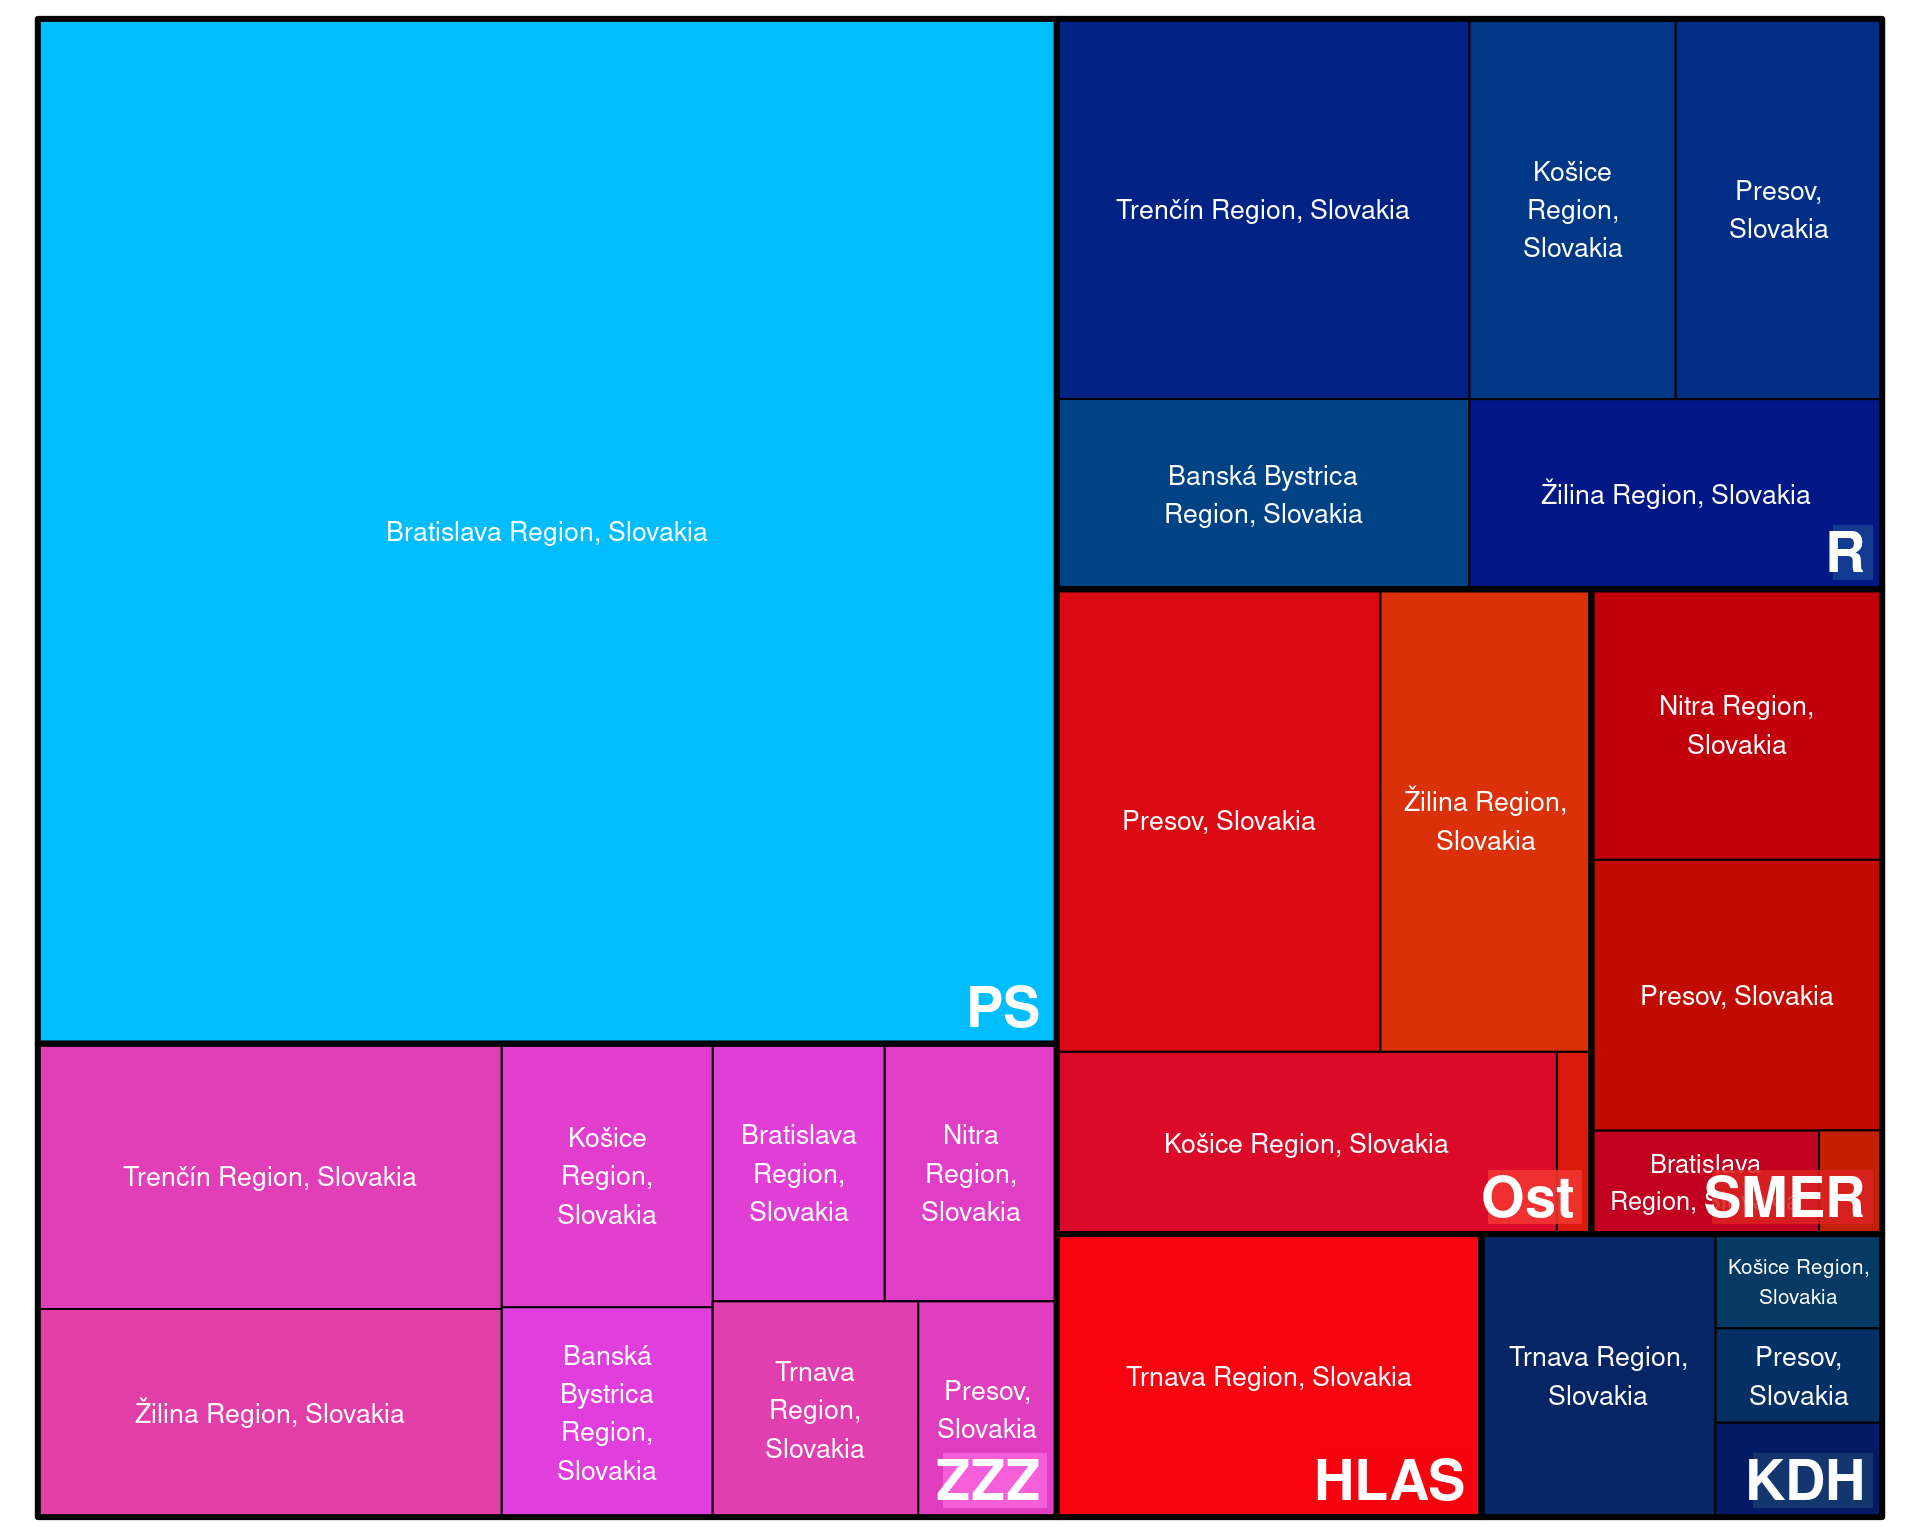 Bratislava Region, Slovakia
PS
Trenčín Region, Slovakia
Košice
Region,
Slovakia
Presov,
Slovakia
Banská Bystrica
Region, Slovakia
Žilina Region, Slovakia
R
Presov, Slovakia
Žilina Region,
Slovakia
Košice Region, Slovakia
Ost
Nitra Region,
Slovakia
Presov, Slovakia
Bratislava
Region,
SMER
Trenčín Region, Slovakia
Košice
Region,
Slovakia
Bratislava
Region,
Slovakia
Nitra
Region,
Slovakia
Žilina Region, Slovakia
Banská
Bystrica
Region,
Slovakia
Trnava
Region,
Slovakia
Presov,
Slovakia
ZZZ
Trnava Region, Slovakia
HLAS
Trnava Region,
Slovakia
Košice Region,
Slovakia
Presov,
Slovakia
KDH